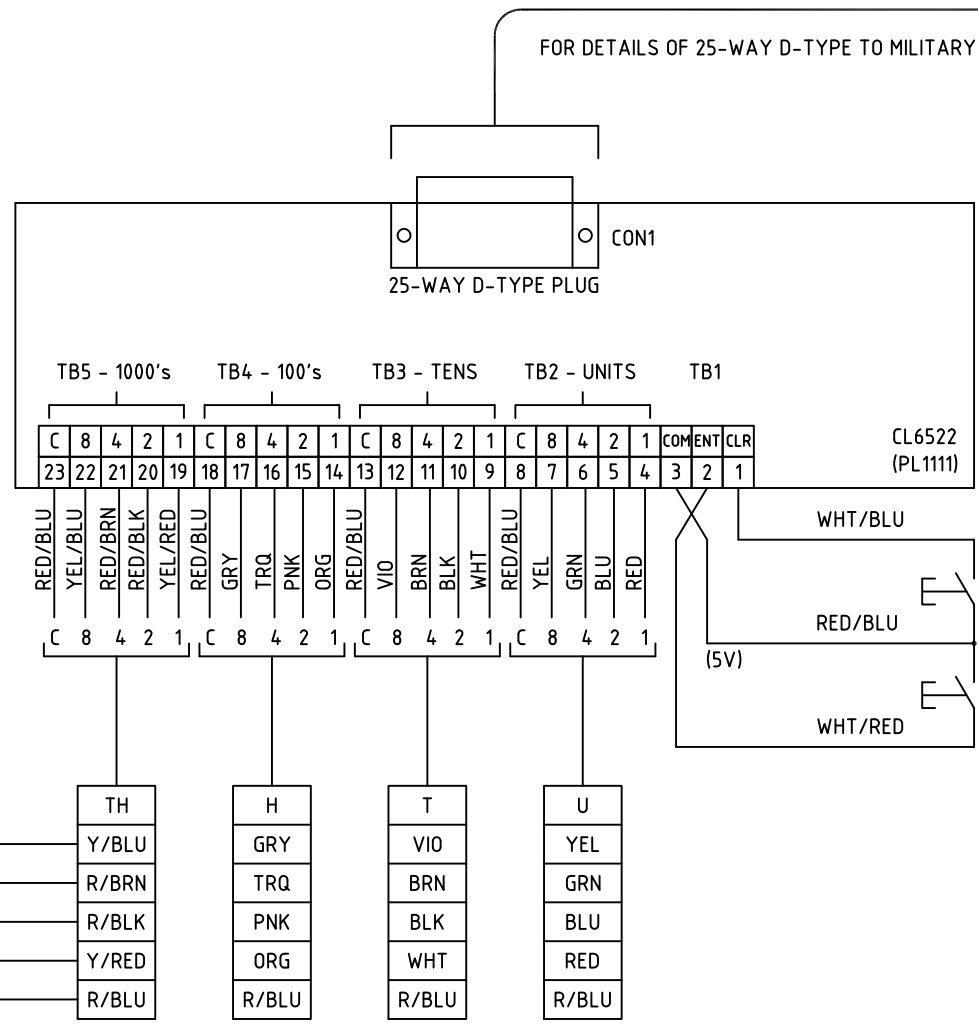 FOR DETAILS OF 25-WAY D-TYPE TO MILITARY
CON1
25-WAY D-TYPE PLUG
TB5 - 1000's TB4 - 100's TB3 - TENS TB2 - UNITS TB1
C 8 4 2 1 C 8 4 2 1 C 8 4 2 1 C 8 4 2 1 COM ENT CLR
23 22 21 20 19 18 17 16 15 14 13 12 11 10 9 8 7 6 5 4 3 2 1
CL6522
(PL1111)
RED/BLU YEL/BLU RED/BRN RED/BLK YEL/RED RED/BLU GRY TRQ PNK ORG RED/BLU VIO BRN BLK WHT RED/BLU YEL GRN BLU RED
WHT/BLU
RED/BLU
(5V)
WHT/RED
C 8 4 2 1 C 8 4 2 1 C 8 4 2 1 C 8 4 2 1
TH H T U
Y/BLU GRY VIO YEL
R/BRN TRQ BRN GRN
R/BLK PNK BLK BLU
Y/RED ORG WHT RED
R/BLU R/BLU R/BLU R/BLU